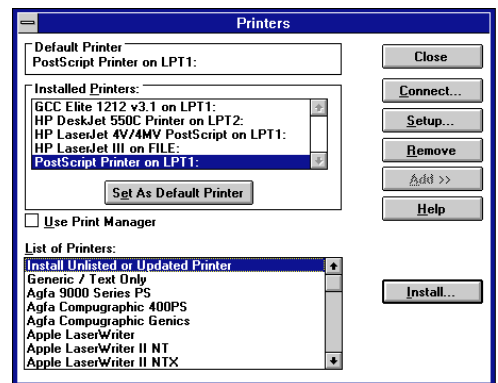 Printers
Default Printer
PostScript Printer on LPT1:
Installed Printers:
GCC Elite 1212 v3.1 on LPT1:
HP DeskJet 550C Printer on LPT2:
HP LaserJet 4V/4MV PostScript on LPT1:
HP LaserJet III on FILE:
PostScript Printer on LPT1:
Set As Default Printer
Use Print Manager
List of Printers:
Install Unlisted or Updated Printer
Generic / Text Only
Agfa 9000 Series PS
Agfa Compugraphic 400PS
Agfa Compugraphic Genics
Apple LaserWriter
Apple LaserWriter II NT
Apple LaserWriter II NTX
Close
Connect...
Setup...
Remove
Add >>
Help
Install...